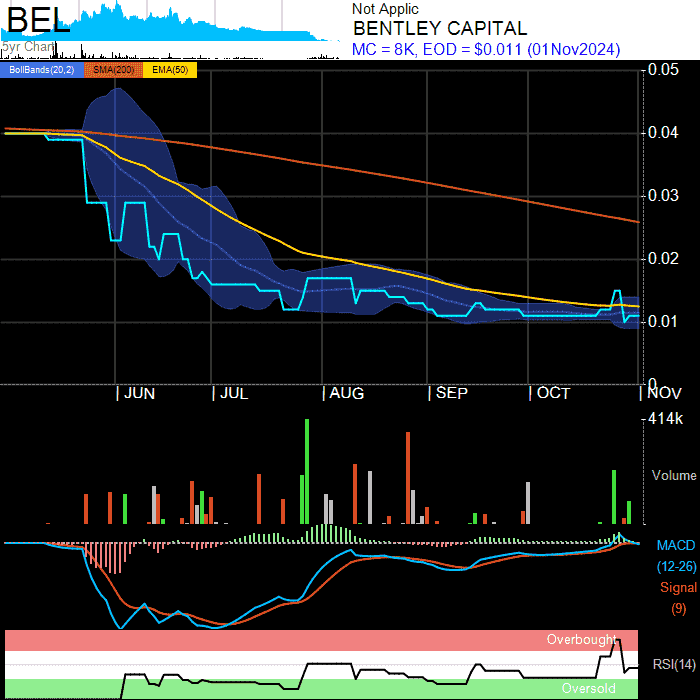 BEL
5yr Chart
Not Applic
BENTLEY CAPITAL
MC = 8K, EOD = $0.011 (01Nov2024)
BollBands(20,2) SMA(200) EMA(50)
0.05
0.04
0.03
0.02
0.01
0
JUN JUL AUG SEP OCT NOV
414k
Volume
MACD
(12-26)
Signal
(9)
Overbought
RSI(14)
Oversold